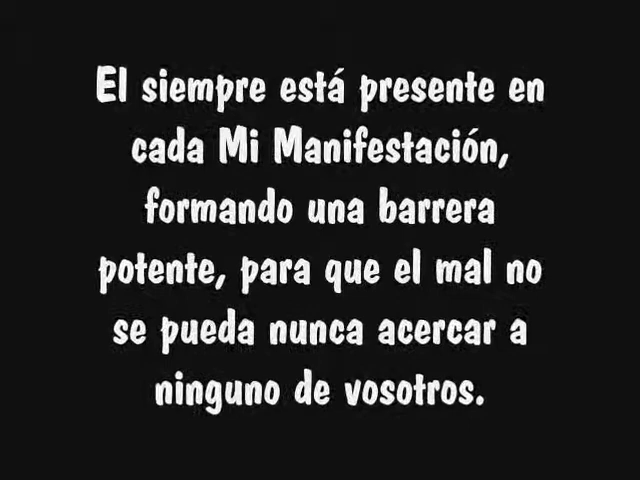 El siempre está presente en
cada Mi Manifestación,
formando una barrera
potente, para que el mal no
se pueda nunca acercar a
ninguno de vosotros.